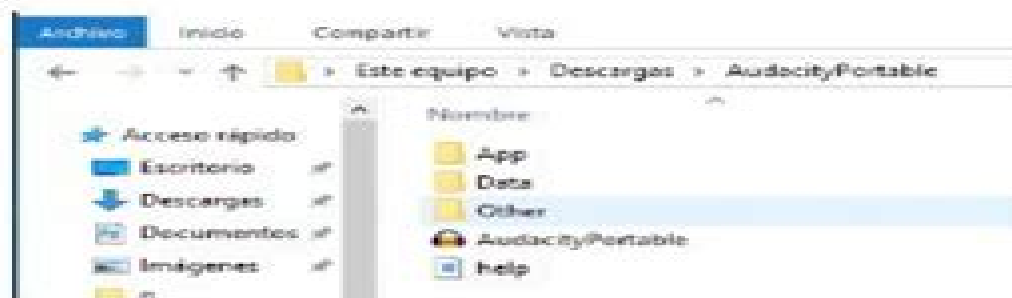 Archivo Inicio Compartir Vista
Este equipo > Descargas > AudacityPortable
Nombre
Acceso rápido
Escritorio
Descargas
Documentos
Imágenes
App
Data
Other
AudacityPortable
help